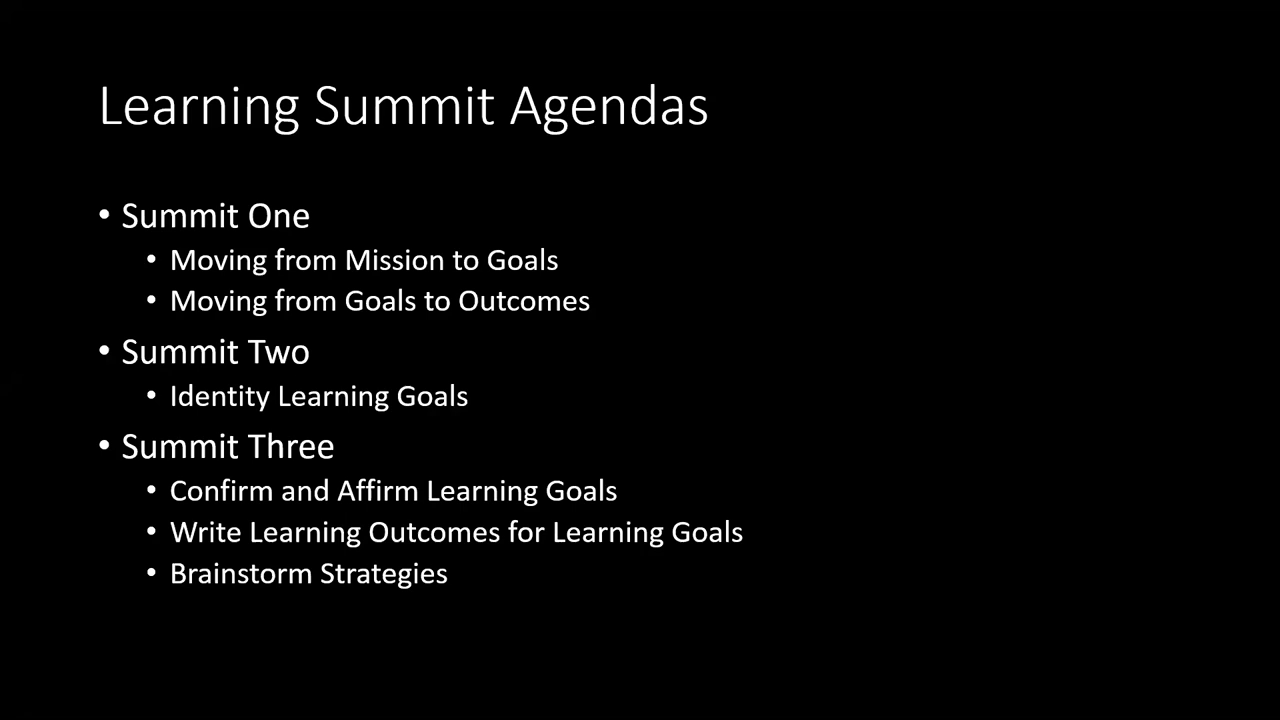 Learning Summit Agendas
• Summit One
• Moving from Mission to Goals
• Moving from Goals to Outcomes
• Summit Two
• Identity Learning Goals
• Summit Three
• Confirm and Affirm Learning Goals
• Write Learning Outcomes for Learning Goals
• Brainstorm Strategies